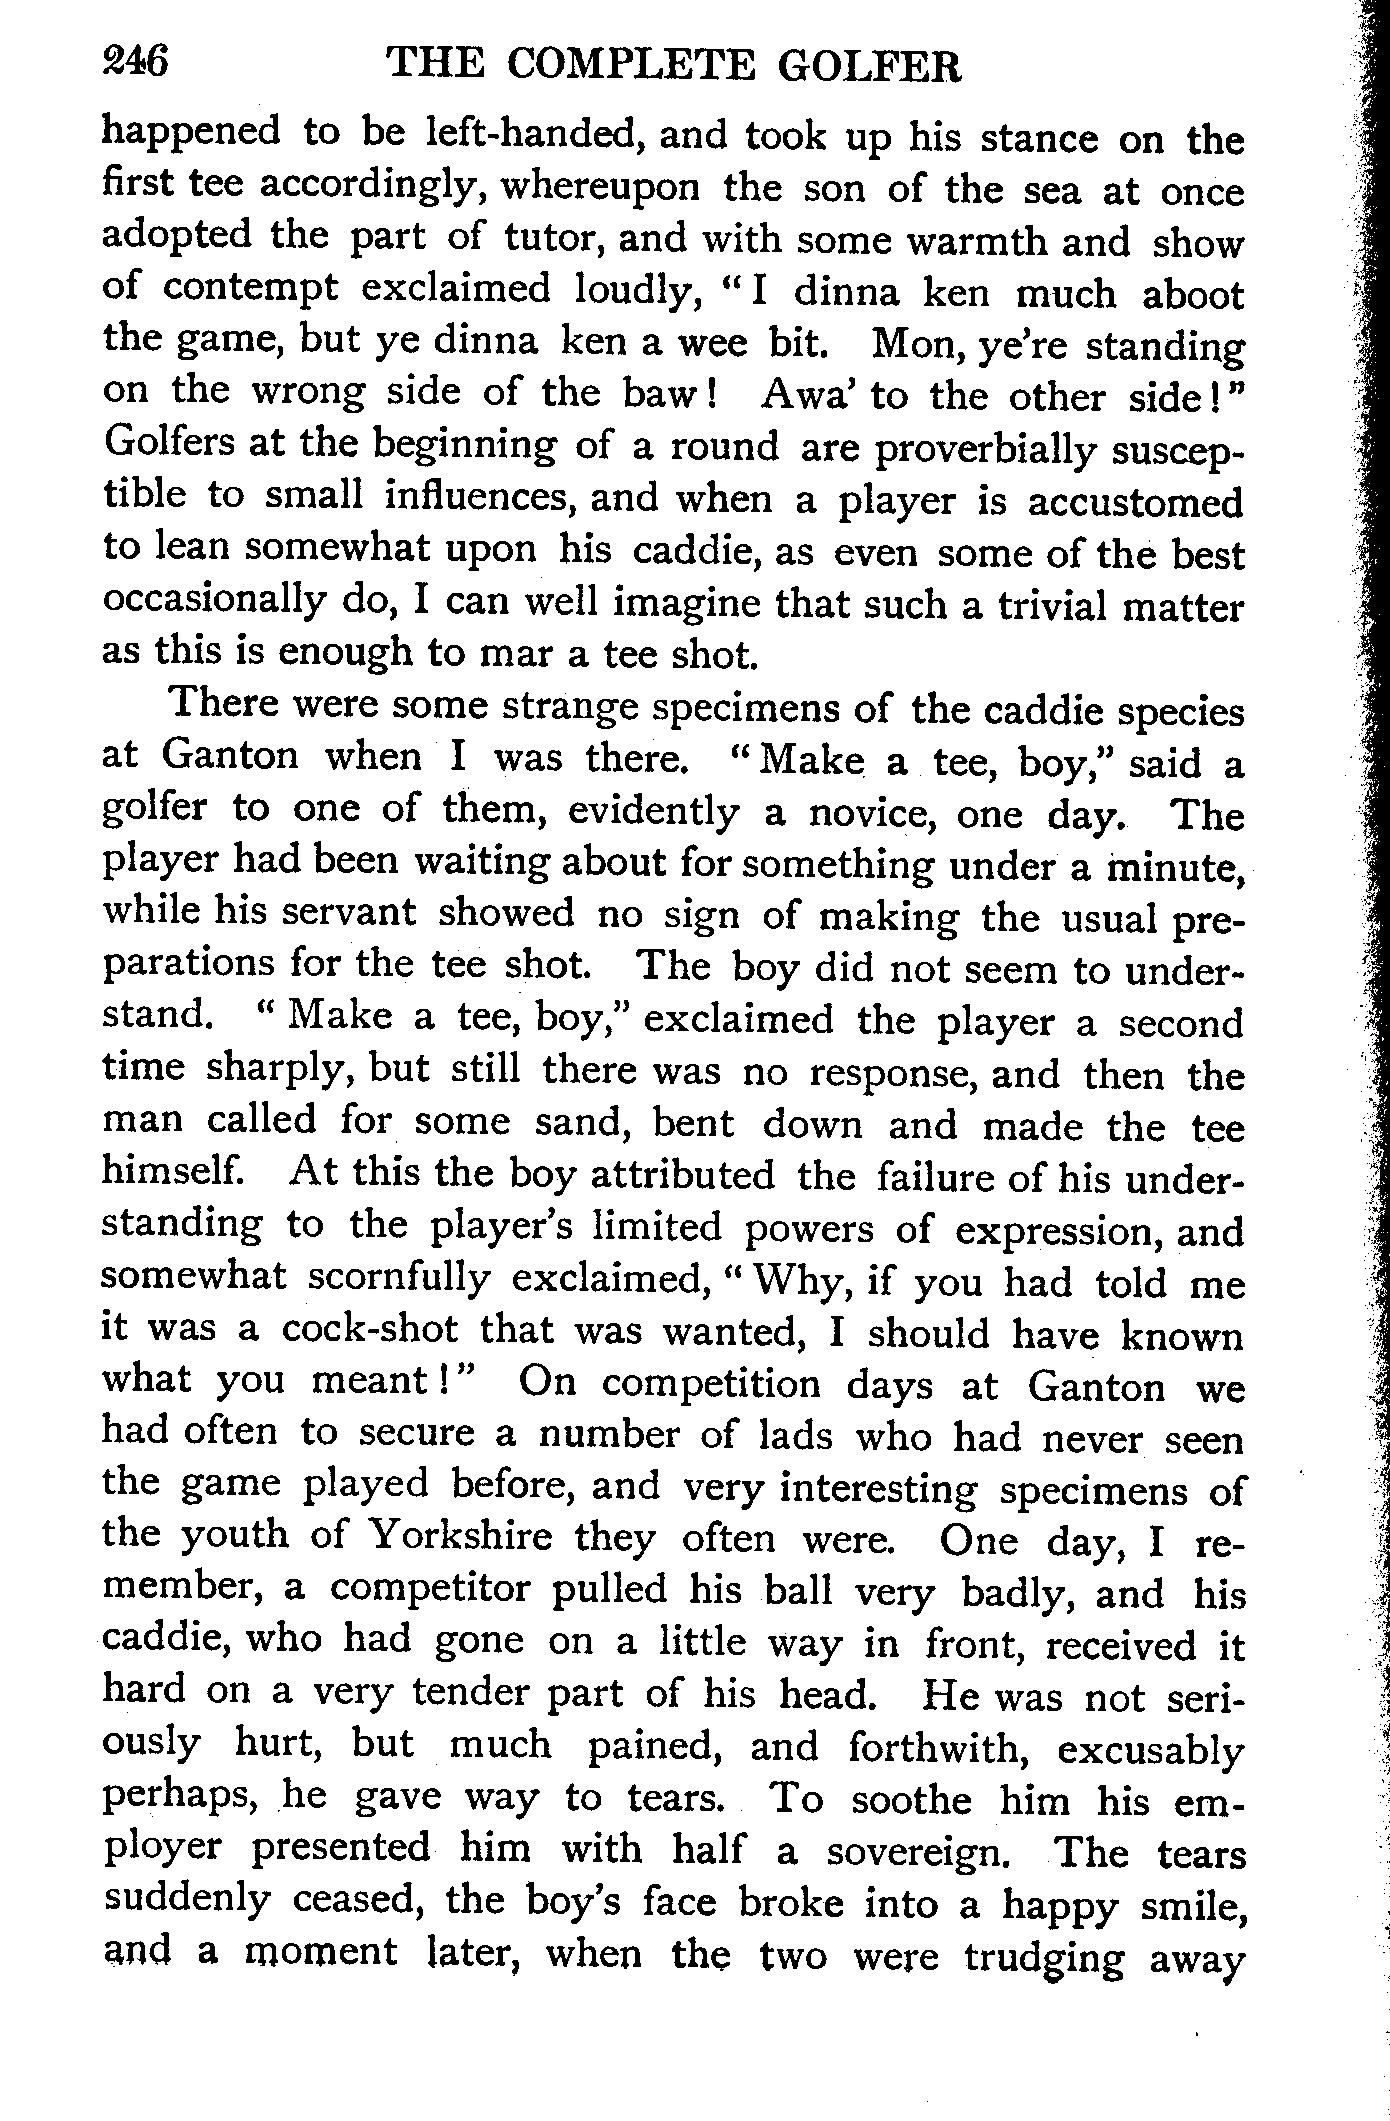 246 THE COMPLETE GOLFER
happened to be left-handed, and took up his stance on the
first tee accordingly, whereupon the son of the sea at once
adopted the part of tutor, and with some warmth and show
of contempt exclaimed loudly, “I dinna ken much aboot
the game, but ye dinna ken a wee bit. Mon, ye’re standing
on the wrong side of the baw! Awa’ to the other side!”
Golfers at the beginning of a round are proverbially suscep-
tible to small influences, and when a player is accustomed
to lean somewhat upon his caddie, as even some of the best
occasionally do, I can well imagine that such a trivial matter
as this is enough to mar a tee shot.
There were some strange specimens of the caddie species
at Ganton when I was there. “Make a tee, boy,” said a
golfer to one of them, evidently a novice, one day. The
player had been waiting about for something under a minute,
while his servant showed no sign of making the usual pre-
parations for the tee shot. The boy did not seem to under-
stand. “Make a tee, boy,” exclaimed the player a second
time sharply, but still there was no response, and then the
man called for some sand, bent down and made the tee
himself. At this the boy attributed the failure of his under-
standing to the player’s limited powers of expression, and
somewhat scornfully exclaimed, “Why, if you had told me
it was a cock-shot that was wanted, I should have known
what you meant!” On competition days at Ganton we
had often to secure a number of lads who had never seen
the game played before, and very interesting specimens of
the youth of Yorkshire they often were. One day, I re-
member, a competitor pulled his ball very badly, and his
caddie, who had gone on a little way in front, received it
hard on a very tender part of his head. He was not seri-
ously hurt, but much pained, and forthwith, excusably
perhaps, he gave way to tears. To soothe him his em-
ployer presented him with half a sovereign. The tears
suddenly ceased, the boy’s face broke into a happy smile,
and a moment later, when the two were trudging away